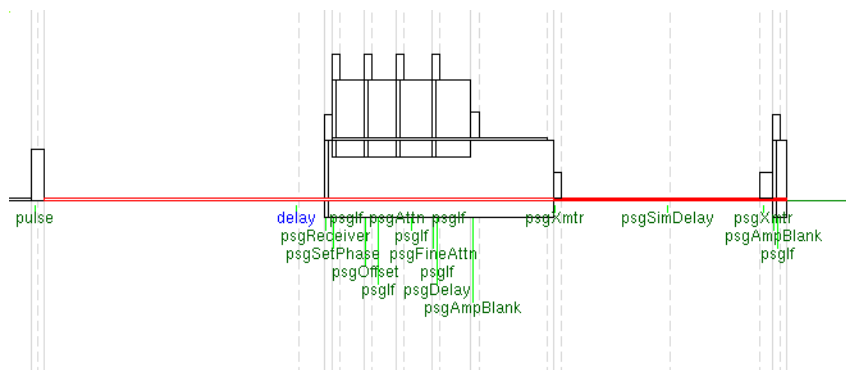 pulse delay psgIf psgAttn psgIf psgXmtr psgSimDelay psgXmtr
psgReceiver psgIf psgAmpBlank
psgSetPhase psgFineAttn psgIf
psgOffset psgIf
psgIf psgDelay
psgAmpBlank